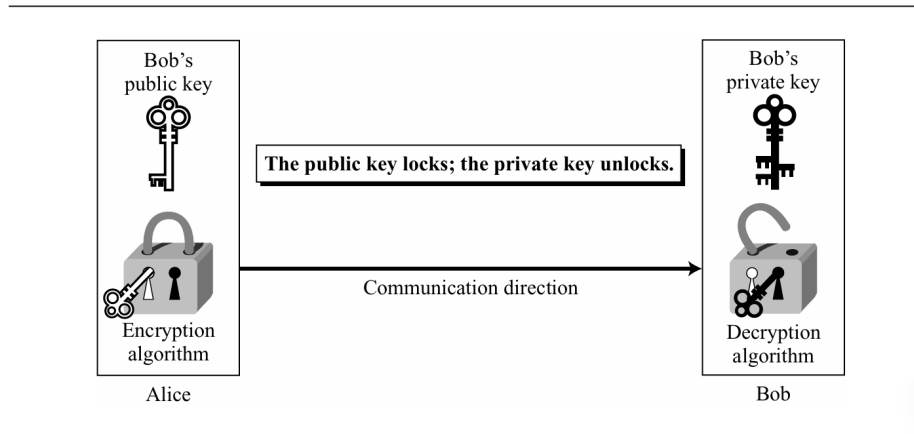 Bob’s
public key
Bob’s
private key
The public key locks; the private key unlocks.
Communication direction
Encryption
algorithm
Decryption
algorithm
Alice
Bob